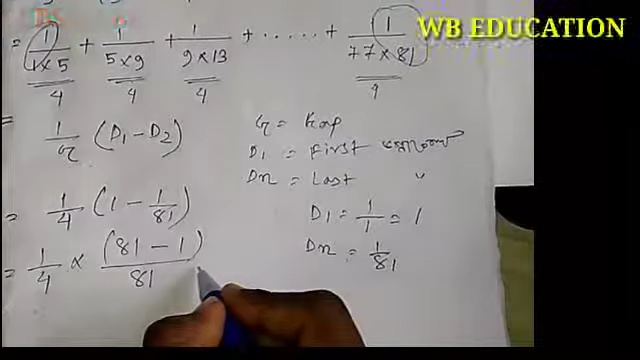 WB EDUCATION
= 1/1×5 + 1/5×9 + 1/9×13 + ..... + 1/77×81
4 4 4 4
= 1/গ (D1 - D2)
= 1/4 (1 - 1/81)
= 1/4 × (81 - 1)/81
D1 = First
Dn = Last "
D1 = 1/1 = 1
Dn = 1/81